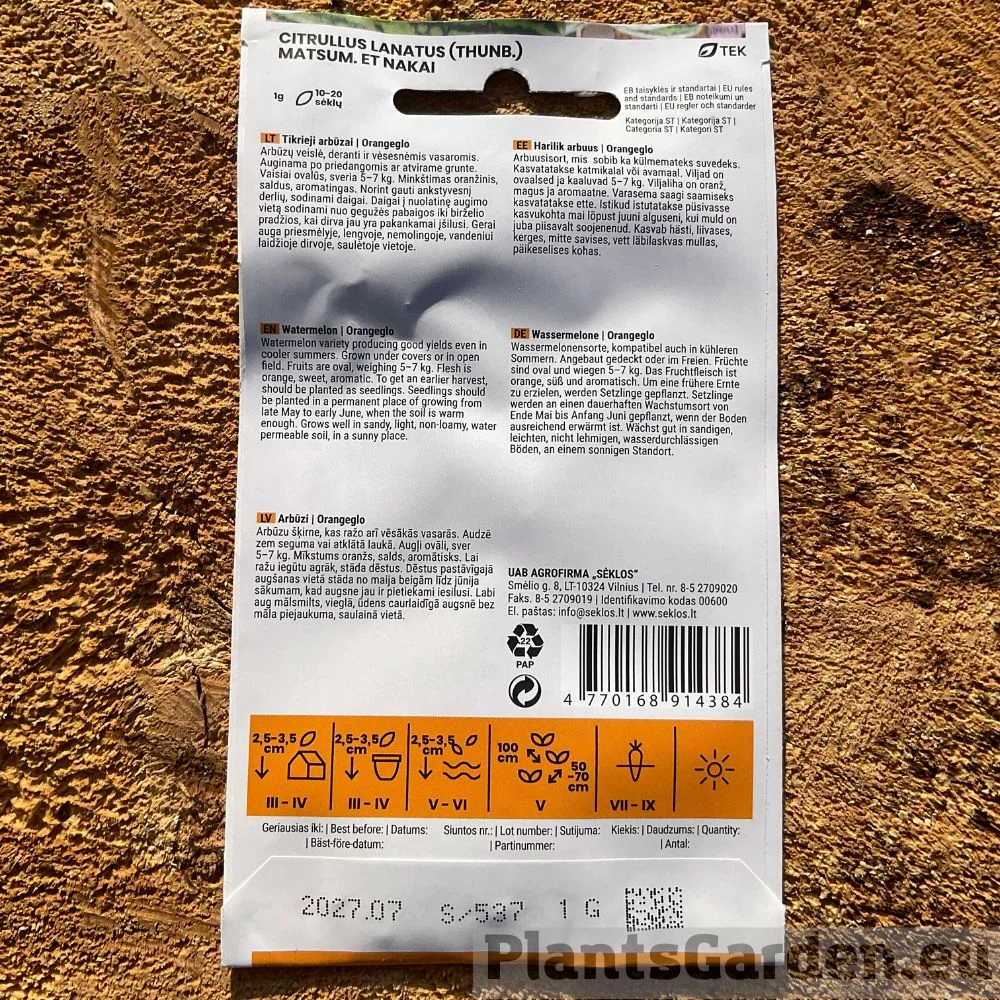 CITRULLUS LANATUS (THUNB.)
MATSUM. ET NAKAI
TEK
1g
10-20
sėklų
EB taisyklės ir standartai | EU rules
and standards | EB noteikumi un
standarti | EU regler och standarder
Kategorija ST | Kategorija ST |
Categoria ST | Kategori ST
LT Tikrieji arbūzai | Orangeglo
Arbūzų veislė, deranti ir vėsesnėmis vasaromis.
Auginama po priedangomis ar atvirame grunte.
Vaisiai ovalūs, sveria 5-7 kg. Minkštimas oranžinis,
saldus, aromatingas. Norint gauti ankstyvesnį
derlių, sodinami daigai. Daigai į nuolatinę augimo
vietą sodinami nuo gegužės pabaigos iki birželio
pradžios, kai dirva jau yra pakankamai įšilusi. Gerai
auga priesmėlyje, lengvoje, nemolingoje, vandeniui
laidžioje dirvoje, saulėtoje vietoje.
EE Harilik arbuus | Orangeglo
Arbuusisort, mis sobib ka külmemateks suvedeks.
Kasvatatakse katmikalal või avamaal. Viljad on
ovaalsed ja kaaluvad 5-7 kg. Viljaliha on oranž,
magus ja aromaatne. Varasema saagi saamiseks
kasvatatakse ette. Istikud istutatakse püsivasse
kasvukohta mai lõpust juuni alguseni, kui muld on
juba piisavalt soojenenud. Kasvab hästi, liivases,
kerges, mitte savises, vett läbilaskvas mullas,
päikeselises kohas.
EN Watermelon | Orangeglo
Watermelon variety producing good yields even in
cooler summers. Grown under covers or in open
field. Fruits are oval, weighing 5-7 kg. Flesh is
orange, sweet, aromatic. To get an earlier harvest,
should be planted as seedlings. Seedlings should
be planted in a permanent place of growing from
late May to early June, when the soil is warm
enough. Grows well in sandy, light, non-loamy, water
permeable soil, in a sunny place.
DE Wassermelone | Orangeglo
Wassermelonensorte, kompatibel auch in kühleren
Sommern. Angebaut gedeckt oder im Freien. Früchte
sind oval und wiegen 5-7 kg. Das Fruchtfleisch ist
orange, süß und aromatisch. Um eine frühere Ernte
zu erzielen, werden Setzlinge gepflanzt. Setzlinge
werden an einen dauerhaften Wachstumsort von
Ende Mai bis Anfang Juni gepflanzt, wenn der Boden
ausreichend erwärmt ist. Wächst gut in sandigen,
leichten, nicht lehmigen, wasserdurchlässigen
Böden, an einem sonnigen Standort.
LV Arbūzi | Orangeglo
Arbūzu šķirne, kas ražo arī vēsākās vasarās. Audzē
zem seguma vai atklātā laukā. Augļi ovāli, sver
5-7 kg. Mīkstums oranžs, salds, aromātisks. Lai
ražu iegūtu agrāk, stāda dēstus. Dēstus pastāvīgajā
augšanas vietā stāda no maija beigām līdz jūnija
sākumam, kad augsne jau ir pietiekami iesilusi. Labi
aug mālsmilts, vieglā, ūdens caurlaidīgā augsnē bez
māla piejaukuma, saulainā vietā.
UAB AGROFIRMA „SĖKLOS“
Smėlio g. 8, LT-10324 Vilnius | Tel. nr. 8-5 2709020
Faks. 8-5 2709019 | Identifikavimo kodas 00600
El. paštas: info@seklos.lt | www.seklos.lt
22
PAP
4 770168 914384
2,5-3,5
cm
III - IV
2,5-3,5
cm
III - IV
2,5-3,5
cm
V - VI
100
cm
50
-70
cm
V
VII - IX
Geriausias iki: | Best before: | Datums:
| Bäst-före-datum:
Siuntos nr.: | Lot number: | Sutijuma:
| Partinummer:
Kiekis: | Daudzums: | Quantity:
| Antal:
2027.07 S/597 1 G
PlantsGarden.eu